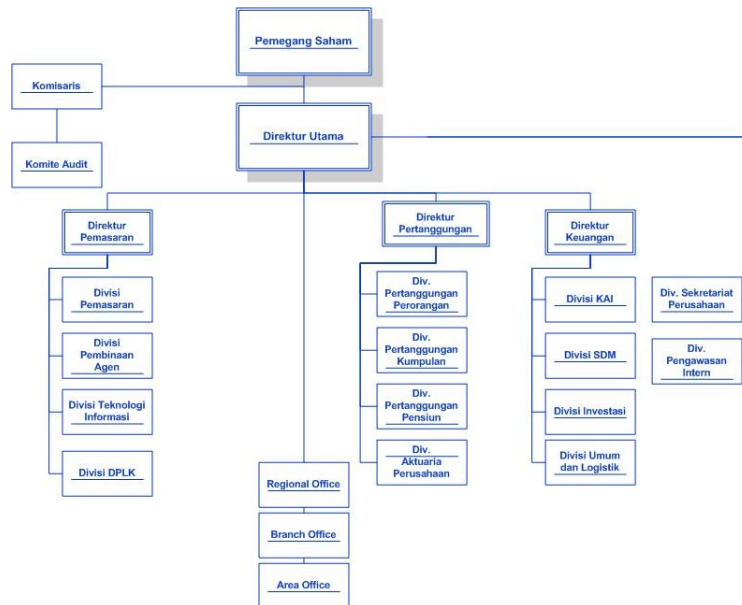 Pemegang Saham
Komisaris
Direktur Utama
Komite Audit
Direktur
Pemasaran
Direktur
Pertanggungan
Direktur
Keuangan
Divisi
Pemasaran
Divisi
Pembinaan
Agen
Divisi Teknologi
Informasi
Divisi DPLK
Regional Office
Branch Office
Area Office
Div.
Pertanggungan
Perorangan
Div.
Pertanggungan
Kumpulan
Div.
Pertanggungan
Pensiun
Div.
Aktuaria
Perusahaan
Divisi KAI
Divisi SDM
Divisi Investasi
Divisi Umum
dan Logistik
Div. Sekretariat
Perusahaan
Div.
Pengawasan
Intern